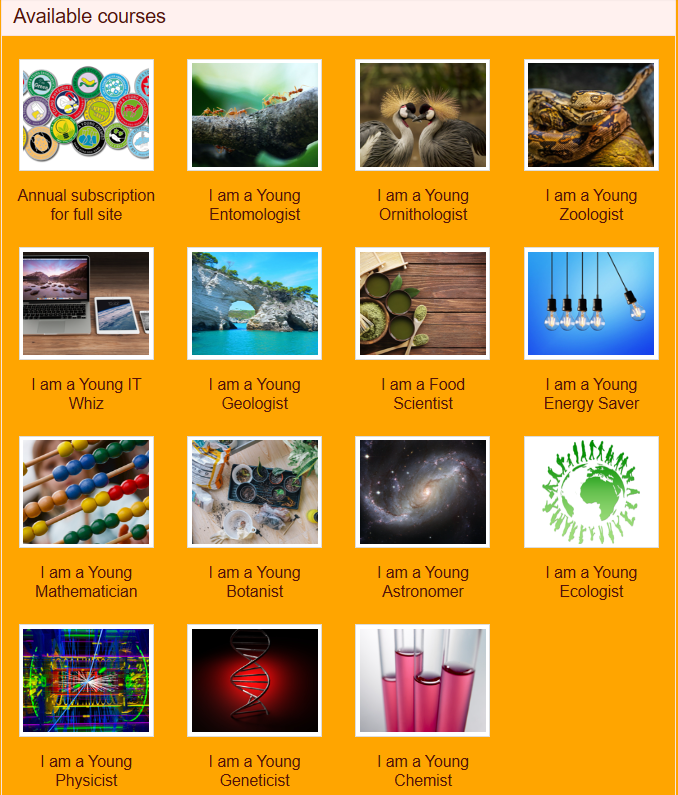 Available courses
Annual subscription
for full site
I am a Young
Entomologist
I am a Young
Ornithologist
I am a Young
Zoologist
I am a Young IT
Whiz
I am a Young
Geologist
I am a Food
Scientist
I am a Young
Energy Saver
I am a Young
Mathematician
I am a Young
Botanist
I am a Young
Astronomer
I am a Young
Ecologist
I am a Young
Physicist
I am a Young
Geneticist
I am a Young
Chemist